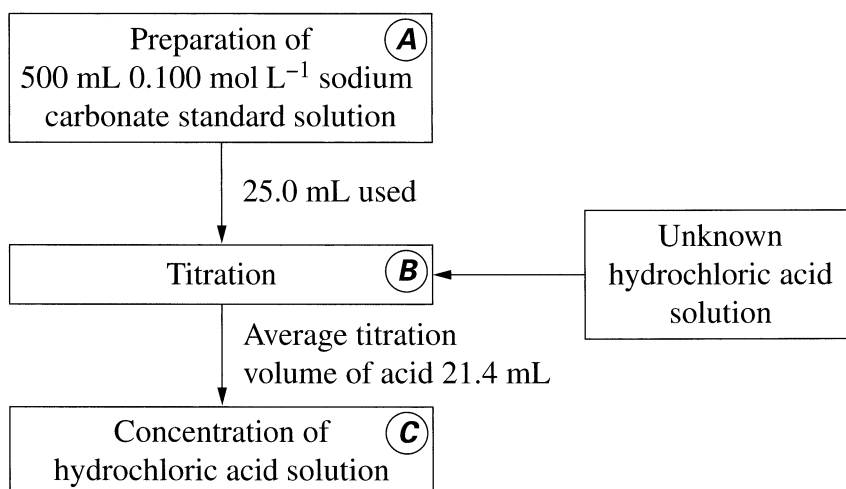 Preparation of
500 mL 0.100 mol L⁻¹ sodium
carbonate standard solution
A
25.0 mL used
Titration
B
Unknown
hydrochloric acid
solution
Average titration
volume of acid 21.4 mL
Concentration of
hydrochloric acid solution
C